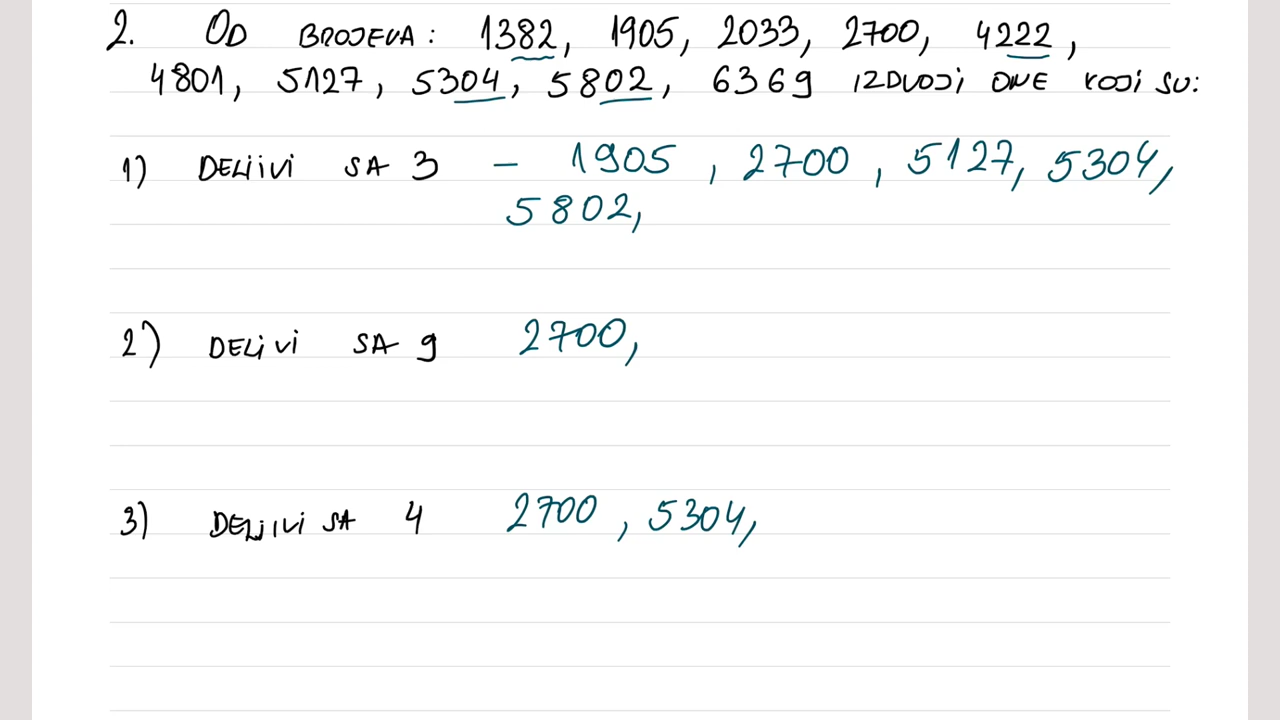 2. OD BROJEVA: 1382, 1905, 2033, 2700, 4222,
4801, 5127, 5304, 5802, 6369 IZDVOJI ONE KOJI SU:
1) DELJIVI SA 3 - 1905, 2700, 5127, 5304,
5802,
2) DELJIVI SA 9 2700,
3) DELJIVI SA 4 2700, 5304,